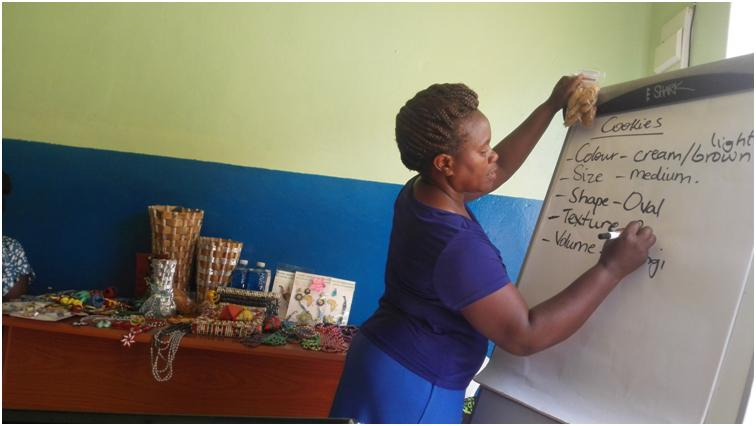 SHARK
Cookies
light
- Colour - cream/brown
- Size - medium.
- Shape - Oval
- Texture
- Volume -